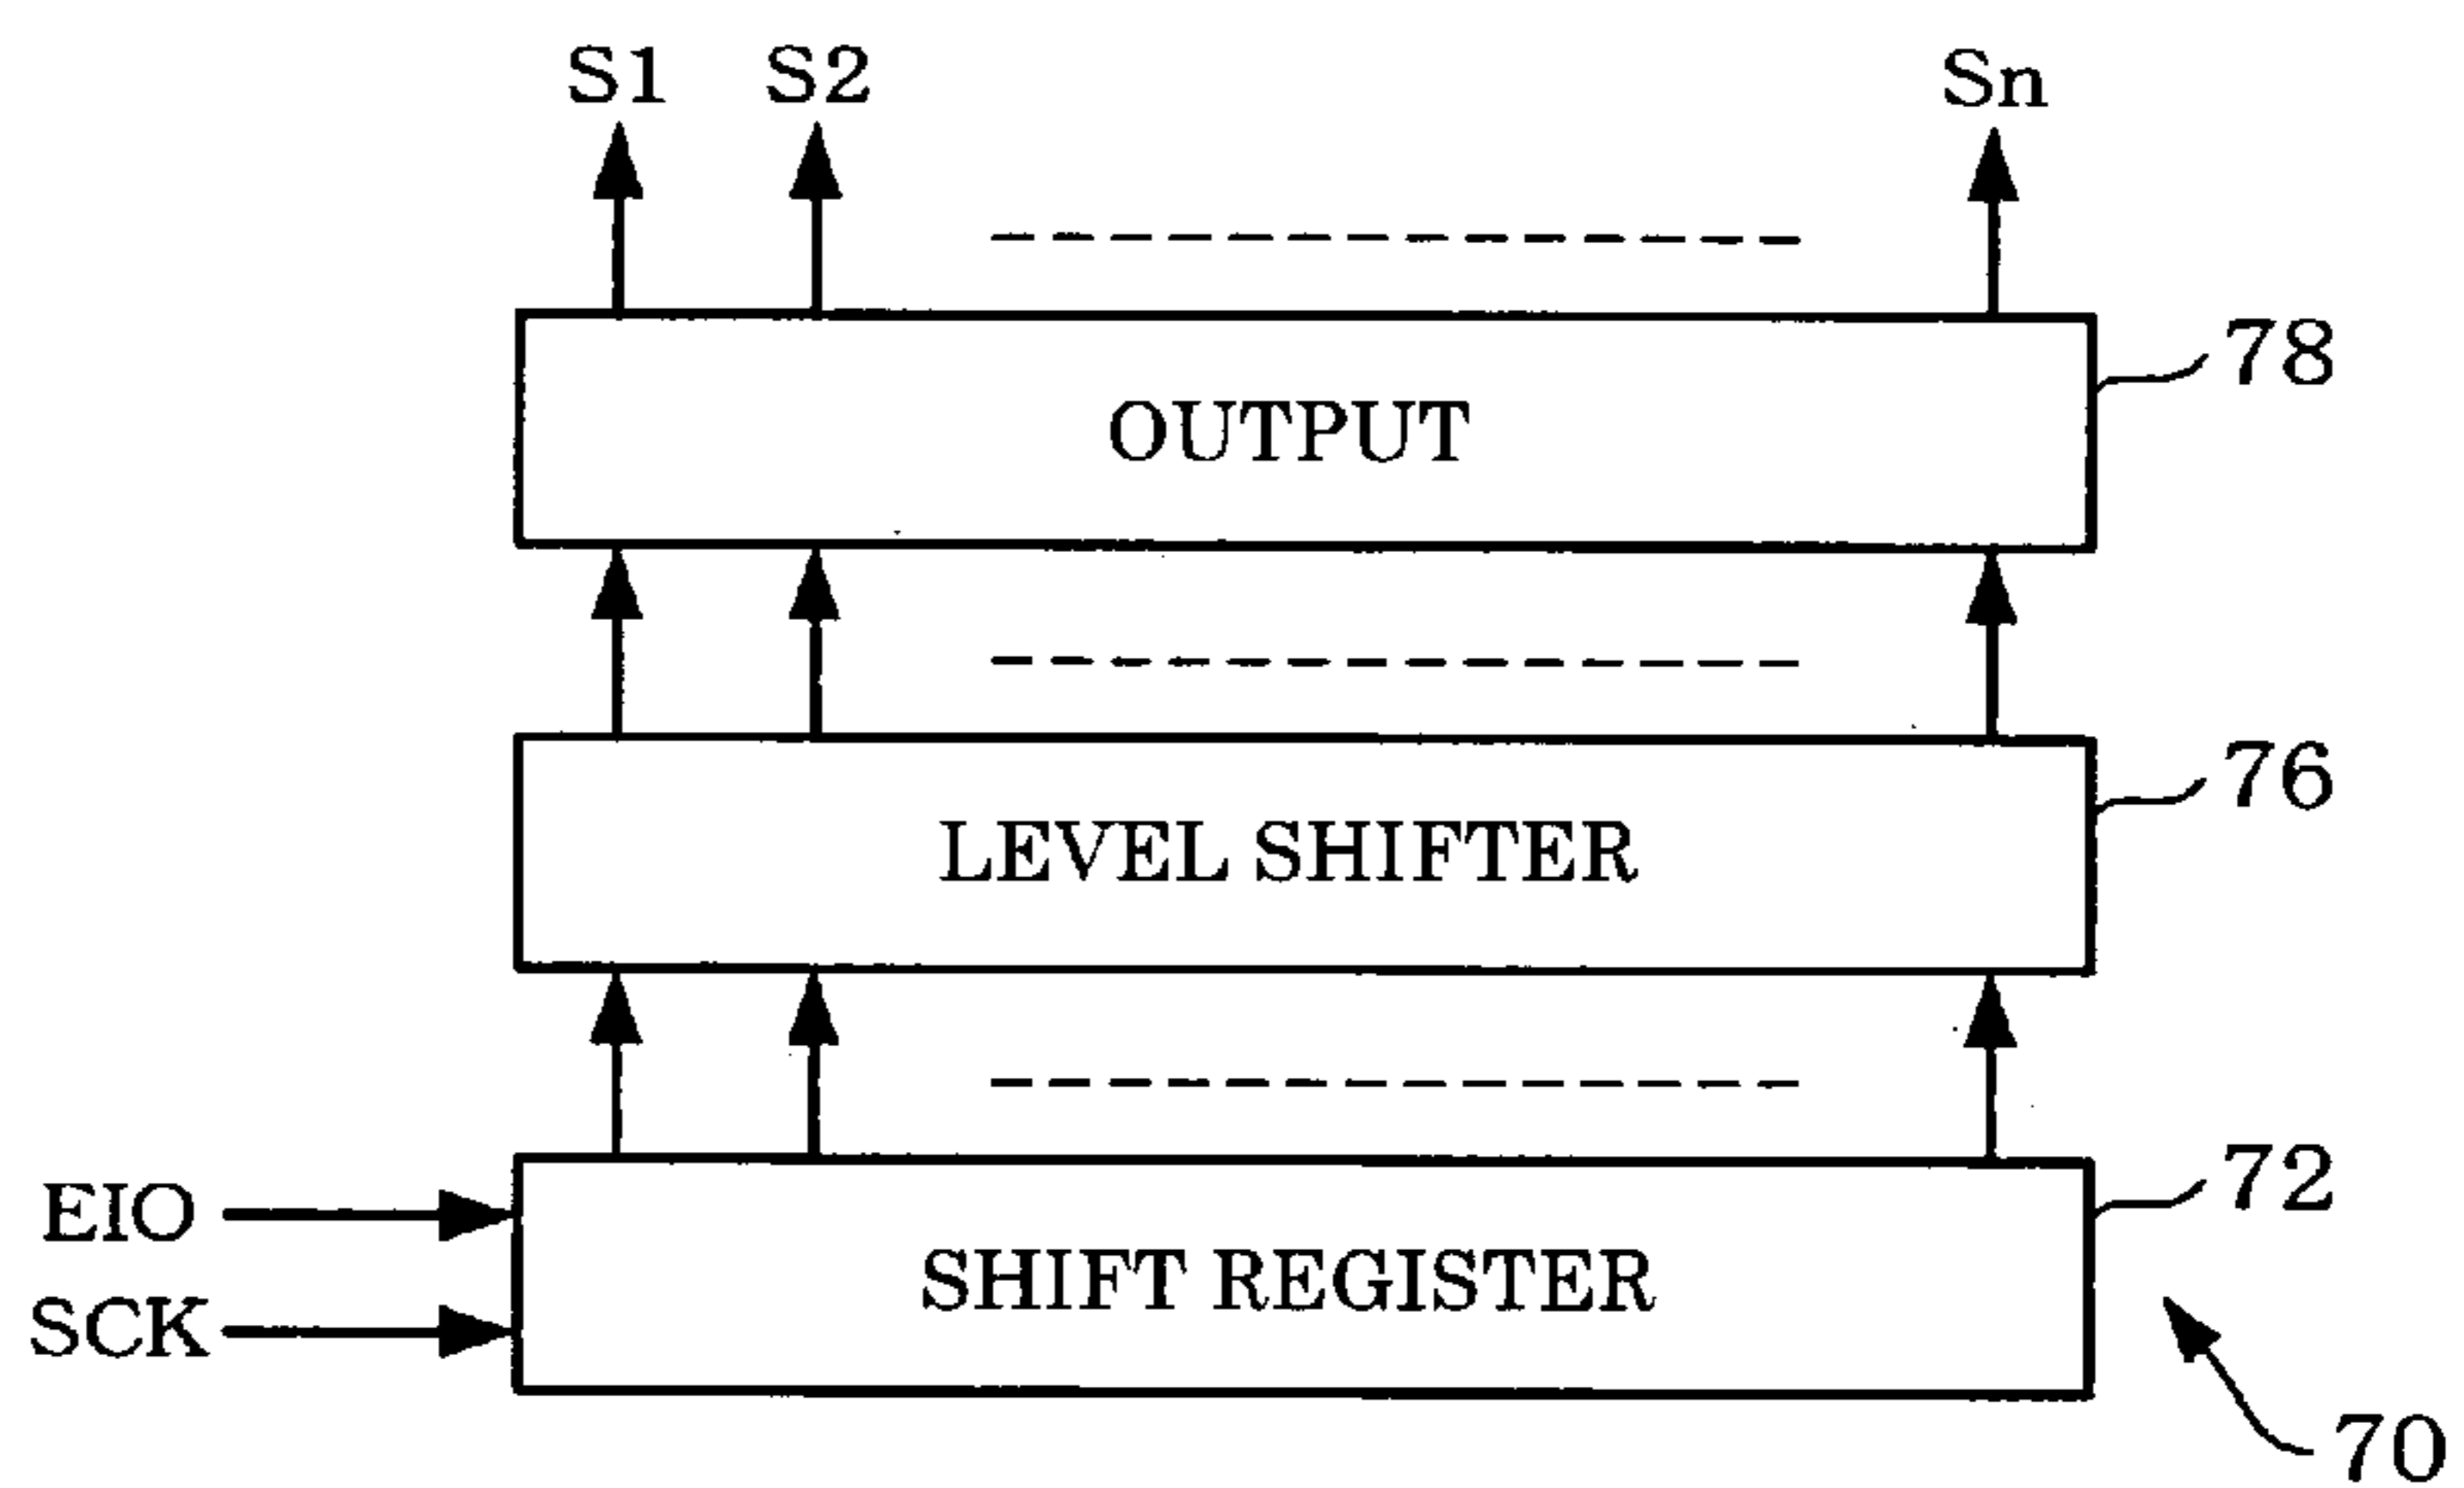 S1 S2 Sn
78
OUTPUT
76
LEVEL SHIFTER
72
EIO
SHIFT REGISTER
SCK
70